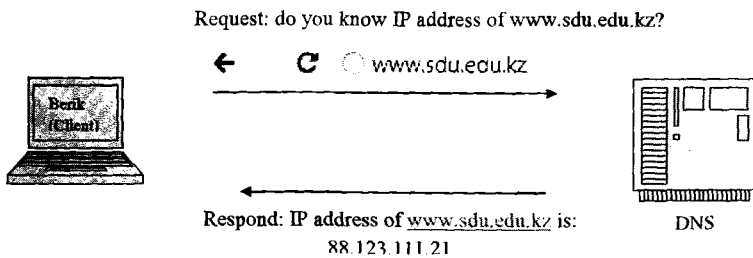 Request: do you know IP address of www.sdu.edu.kz?
www.sdu.edu.kz
Berik
(Client)
Respond: IP address of www.sdu.edu.kz is:
88.123.111.21
DNS